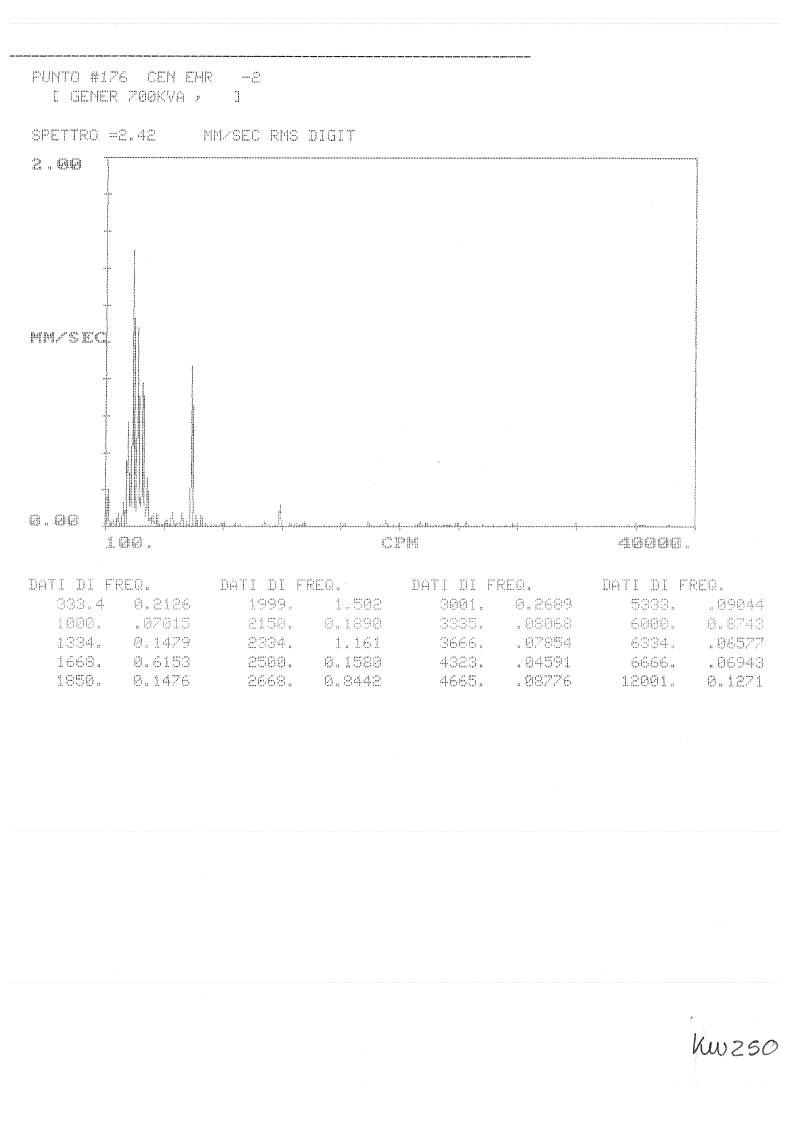 PUNTO #176 CEN EHR -2
[ GENER 700KVA , ]
SPETTRO =2.42 MM/SEC RMS DIGIT
2.00
MM/SEC
0.00
100. CPM 40000.
DATI DI FREQ. DATI DI FREQ. DATI DI FREQ. DATI DI FREQ.
333.4 0.2126 1999. 1.502 3001. 0.2689 5333. .09044
1000. .07015 2150. 0.1890 3335. .08068 6000. 0.8743
1334. 0.1479 2334. 1.161 3666. .07854 6334. .06577
1668. 0.6153 2500. 0.1580 4323. .04591 6666. .06943
1850. 0.1476 2668. 0.8442 4665. .08776 12001. 0.1271
KW250